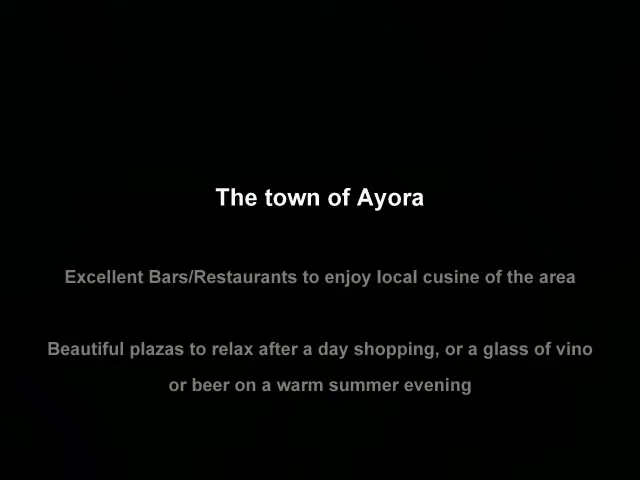 The town of Ayora
Excellent Bars/Restaurants to enjoy local cusine of the area
Beautiful plazas to relax after a day shopping, or a glass of vino
or beer on a warm summer evening